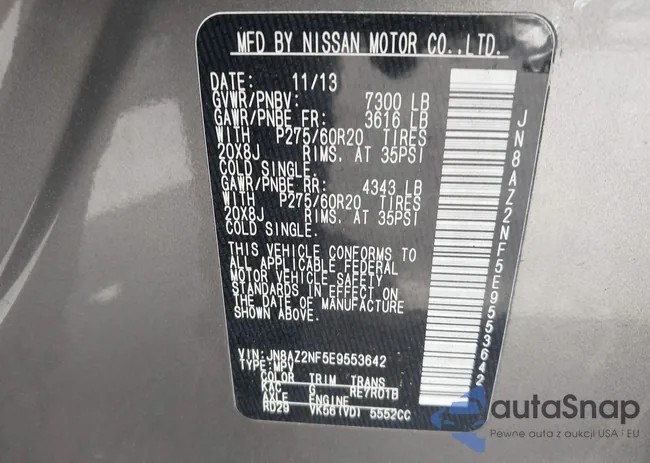 MFD BY NISSAN MOTOR CO.,LTD.
DATE: 11/13
GVWR/PNBV: 7300 LB
GAWR/PNBE FR: 3616 LB
WITH P275/60R20 TIRES
20X8J RIMS. AT 35PSI
COLD SINGLE.
GAWR/PNBE RR: 4343 LB
WITH P275/60R20 TIRES
20X8J RIMS. AT 35PSI
COLD SINGLE.
THIS VEHICLE CONFORMS TO
ALL APPLICABLE FEDERAL
MOTOR VEHICLE SAFETY
STANDARDS IN EFFECT ON
THE DATE OF MANUFACTURE
SHOWN ABOVE.
VIN: JN8AZ2NF5E9553642
TYPE: MPV
COLOR TRIM TRANS
KAC G RE7R01B
AXLE ENGINE
RD29 VK56(VD) 5552CC
JN8AZ2NF5E9553642
autoSnap
Pewne auta z aukcji USA i EU